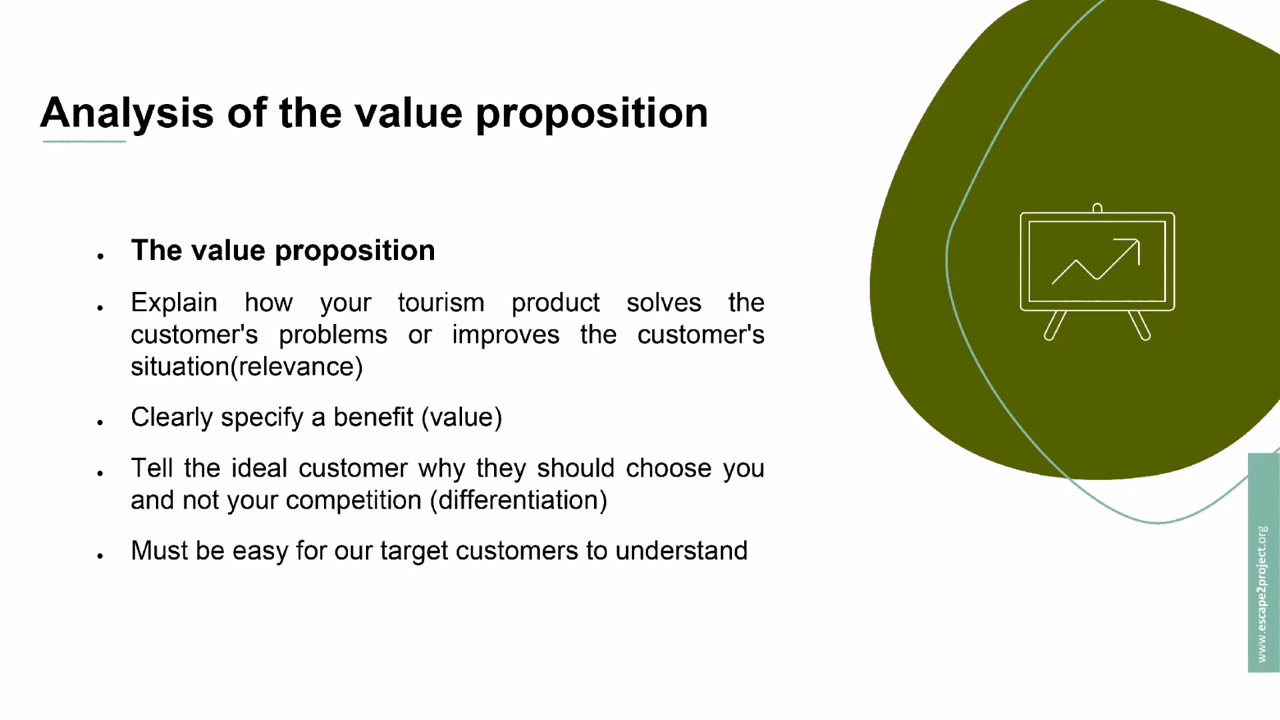 Analysis of the value proposition
• The value proposition
• Explain how your tourism product solves the
customer's problems or improves the customer's
situation(relevance)
• Clearly specify a benefit (value)
• Tell the ideal customer why they should choose you
and not your competition (differentiation)
• Must be easy for our target customers to understand
www.escape2project.org